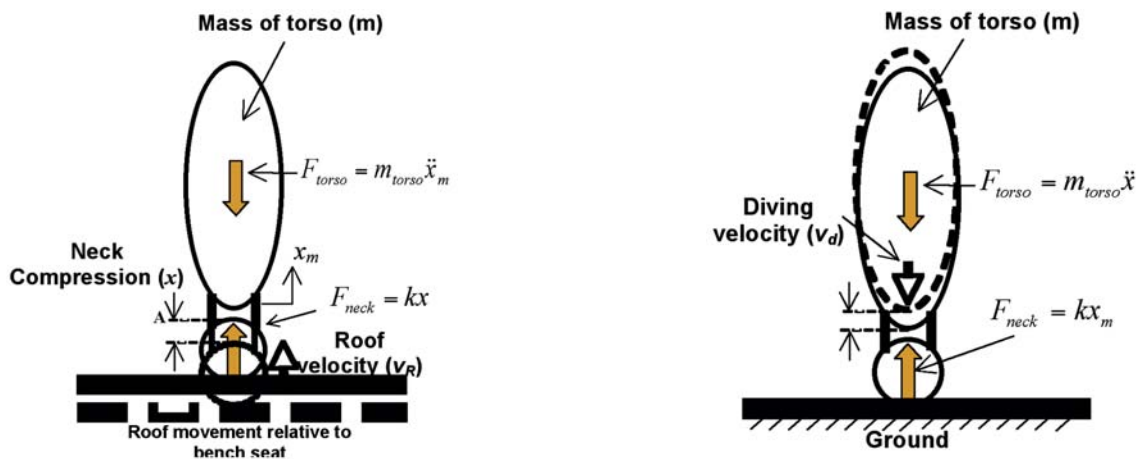 Mass of torso (m)
F_torso = m_torso ẍ_m
Neck
Compression (x)
x_m
A
F_neck = kx
Roof
velocity (v_R)
Roof movement relative to
bench seat
Mass of torso (m)
F_torso = m_torso ẍ
Diving
velocity (v_d)
F_neck = kx_m
Ground